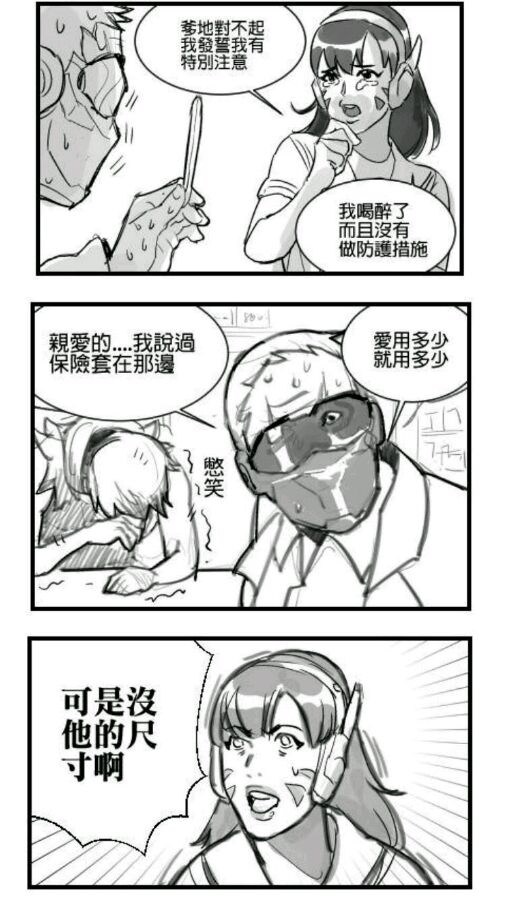 爹地對不起
我發誓我有
特別注意
我喝醉了
而且沒有
做防護措施
親愛的....我說過
保險套在那邊
愛用多少
就用多少
憋笑
可是沒
他的尺
寸啊